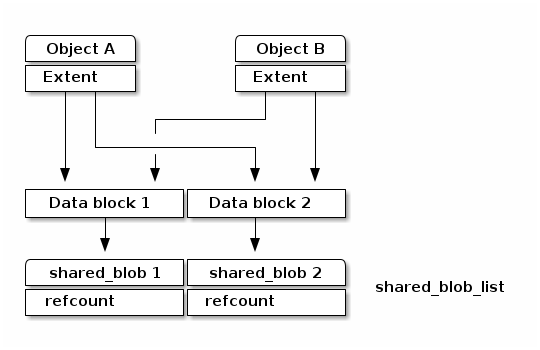 Object A
Object B
Extent
Extent
Data block 1
Data block 2
shared_blob 1
shared_blob 2
shared_blob_list
refcount
refcount